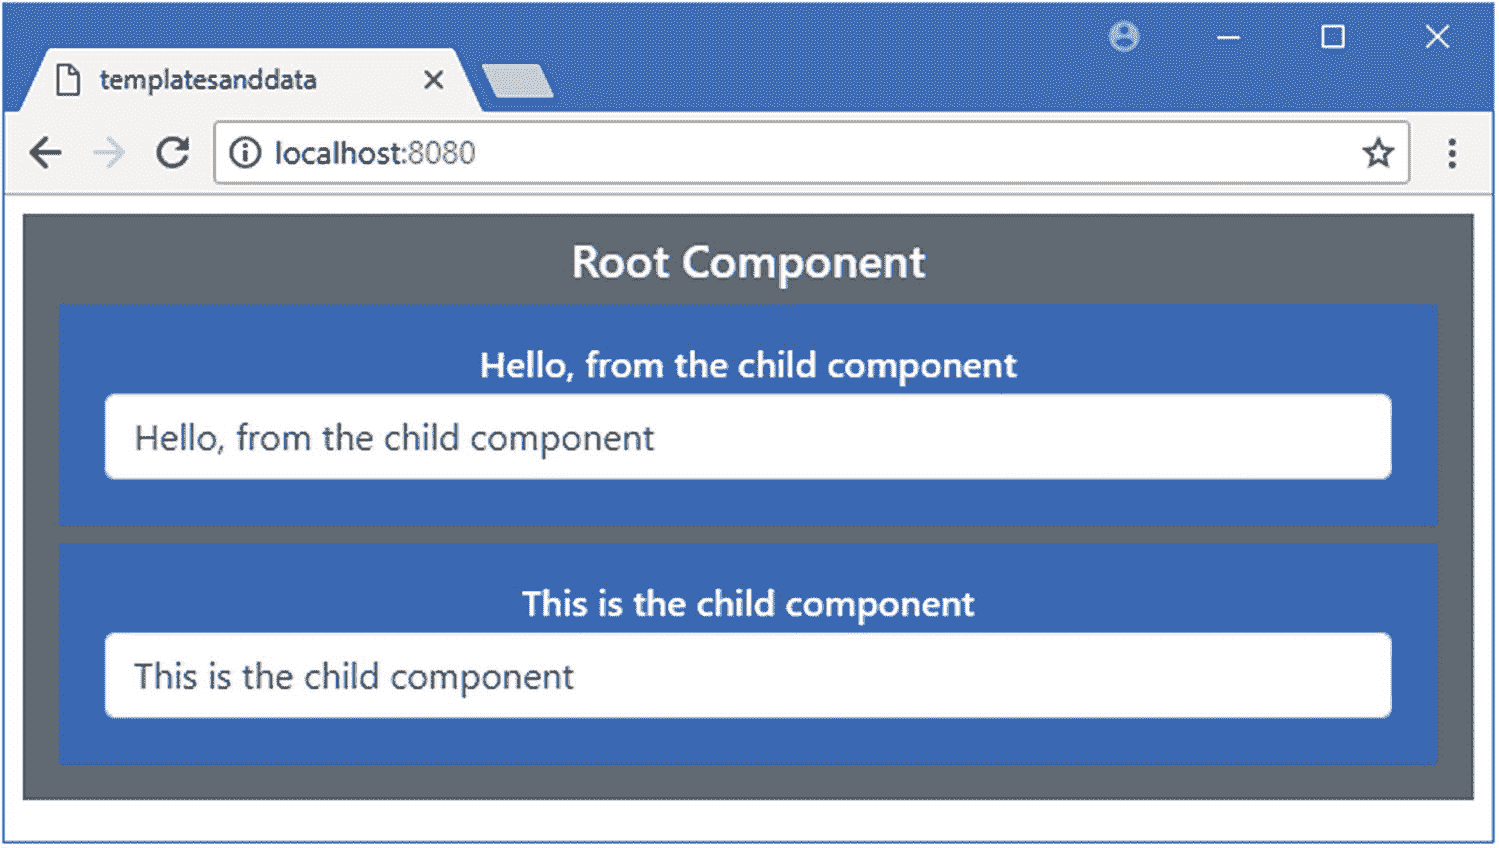 templatesanddata
localhost:8080
Root Component
Hello, from the child component
Hello, from the child component
This is the child component
This is the child component